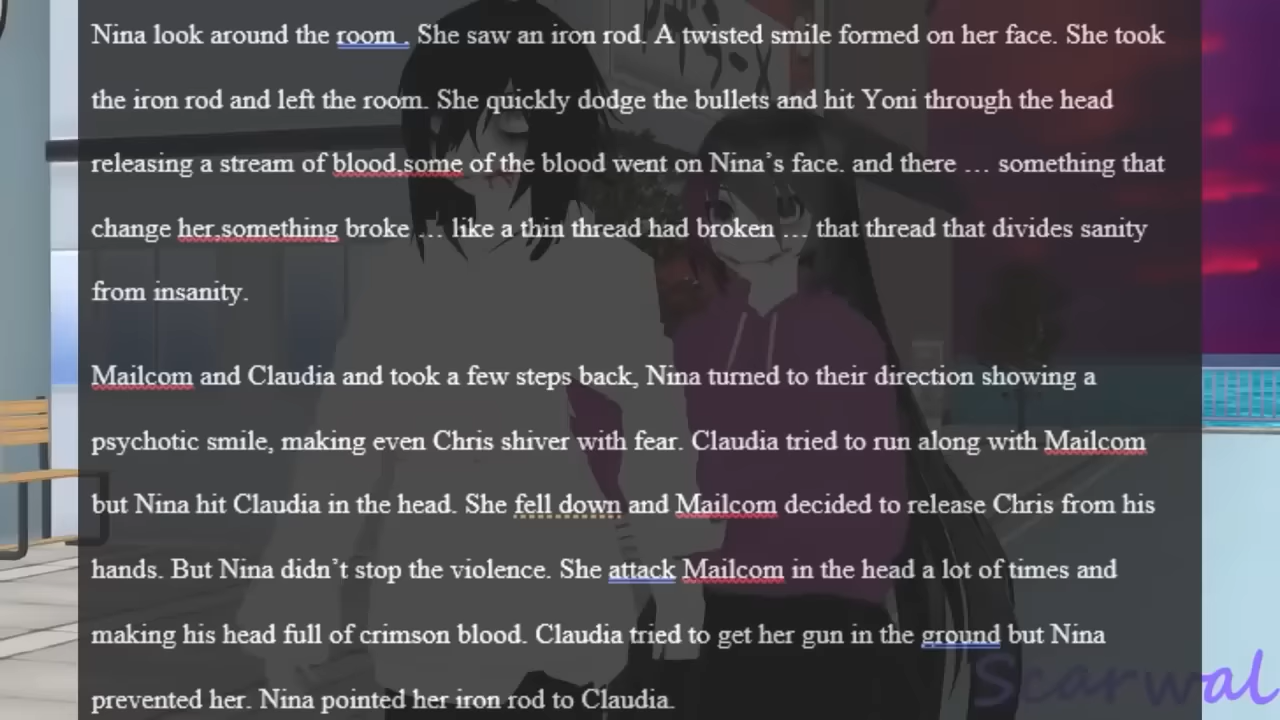 Nina look around the room . She saw an iron rod. A twisted smile formed on her face. She took
the iron rod and left the room. She quickly dodge the bullets and hit Yoni through the head
releasing a stream of blood,some of the blood went on Nina’s face. and there … something that
change her,something broke … like a thin thread had broken … that thread that divides sanity
from insanity.
Mailcom and Claudia and took a few steps back, Nina turned to their direction showing a
psychotic smile, making even Chris shiver with fear. Claudia tried to run along with Mailcom
but Nina hit Claudia in the head. She fell down and Mailcom decided to release Chris from his
hands. But Nina didn’t stop the violence. She attack Mailcom in the head a lot of times and
making his head full of crimson blood. Claudia tried to get her gun in the ground but Nina
prevented her. Nina pointed her iron rod to Claudia.
Scarwal